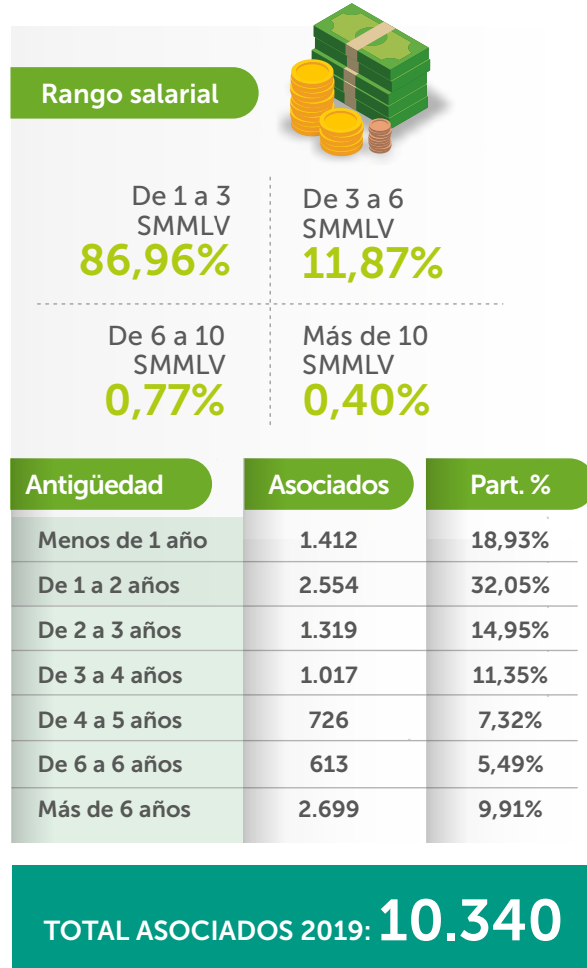 Rango salarial
De 1 a 3
SMMLV
86,96%
De 3 a 6
SMMLV
11,87%
De 6 a 10
SMMLV
0,77%
Más de 10
SMMLV
0,40%
Antigüedad Asociados Part. %
Menos de 1 año 1.412 18,93%
De 1 a 2 años 2.554 32,05%
De 2 a 3 años 1.319 14,95%
De 3 a 4 años 1.017 11,35%
De 4 a 5 años 726 7,32%
De 6 a 6 años 613 5,49%
Más de 6 años 2.699 9,91%
TOTAL ASOCIADOS 2019: 10.340